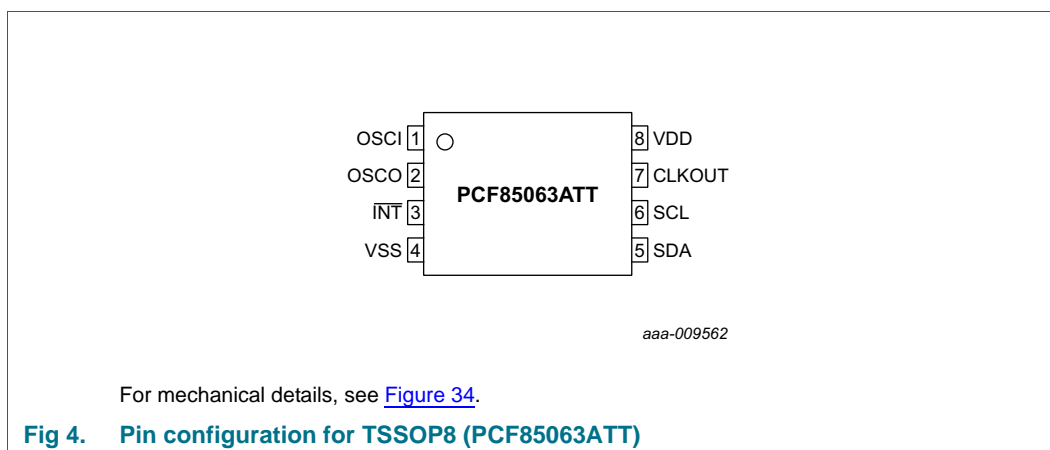 OSCI 1 8 VDD
OSCO 2 7 CLKOUT
PCF85063ATT
INT 3 6 SCL
VSS 4 5 SDA
aaa-009562
For mechanical details, see Figure 34.
Fig 4. Pin configuration for TSSOP8 (PCF85063ATT)